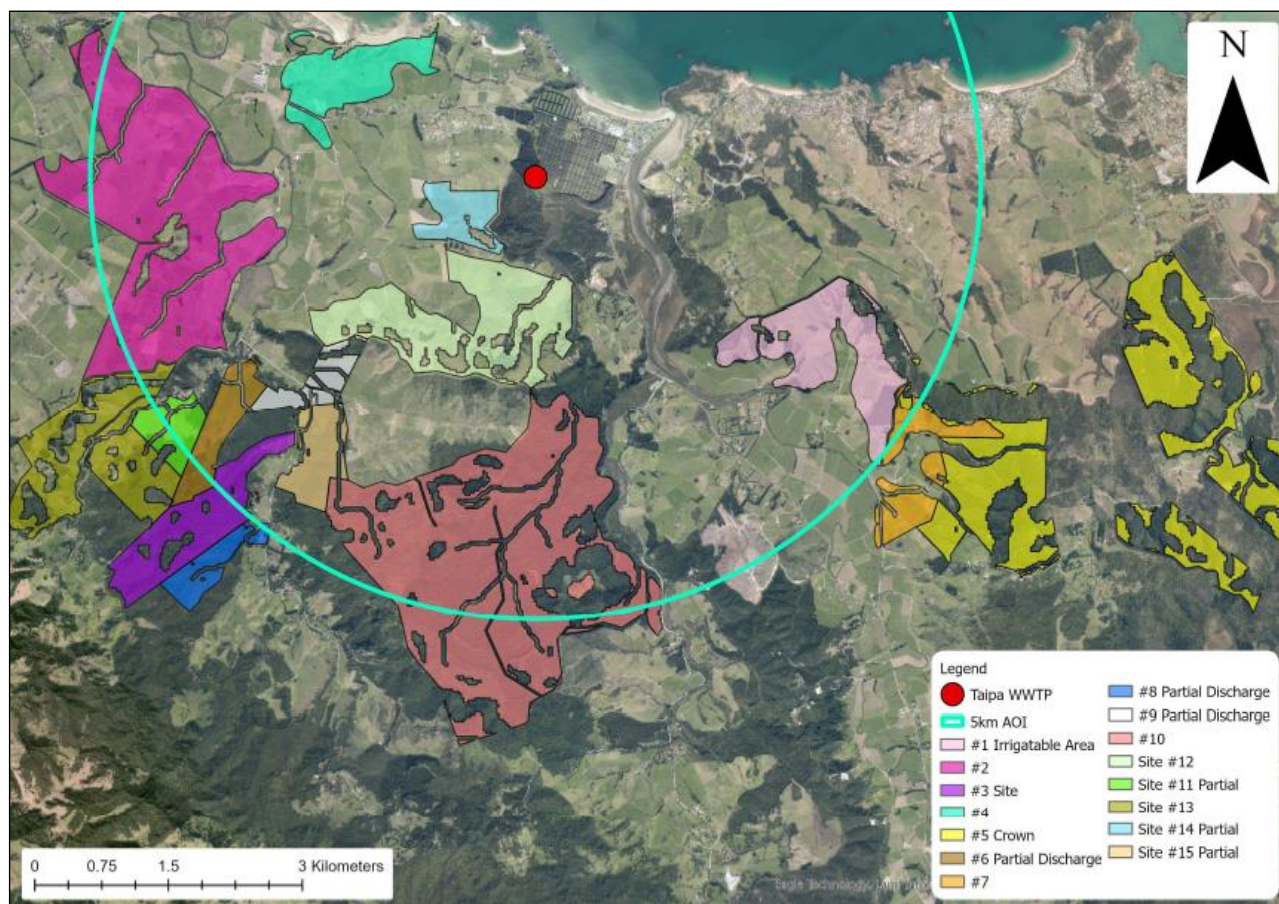 N
Legend
Taipa WWTP
5km AOI
#1 Irrigatable Area
#2
#3 Site
#4
#5 Crown
#6 Partial Discharge
#7
#8 Partial Discharge
#9 Partial Discharge
#10
Site #12
Site #11 Partial
Site #13
Site #14 Partial
Site #15 Partial
0 0.75 1.5 3 Kilometers
Eagle Technology,